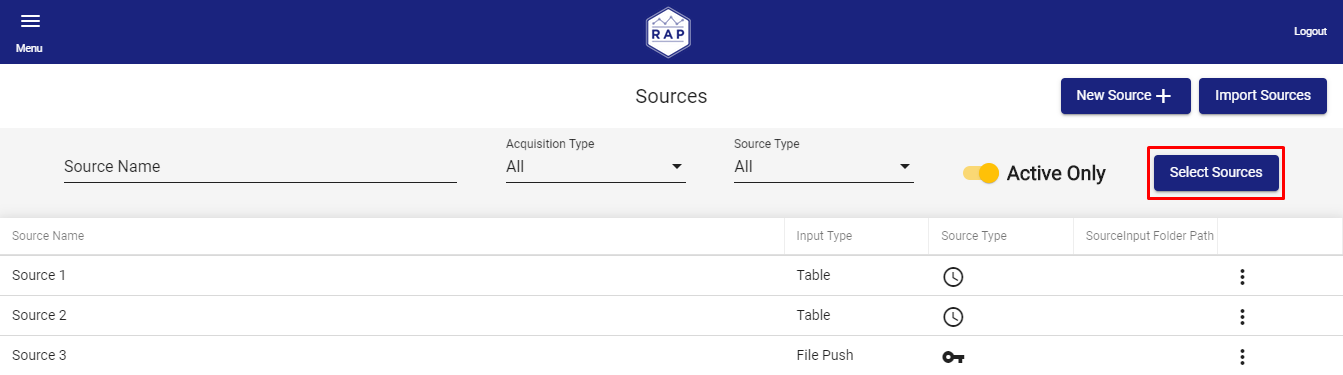 Menu
RAP
Logout
Sources
New Source
Import Sources
Source Name
Acquisition Type
All
Source Type
All
Active Only
Select Sources
Source Name Input Type Source Type SourceInput Folder Path
Source 1 Table
Source 2 Table
Source 3 File Push